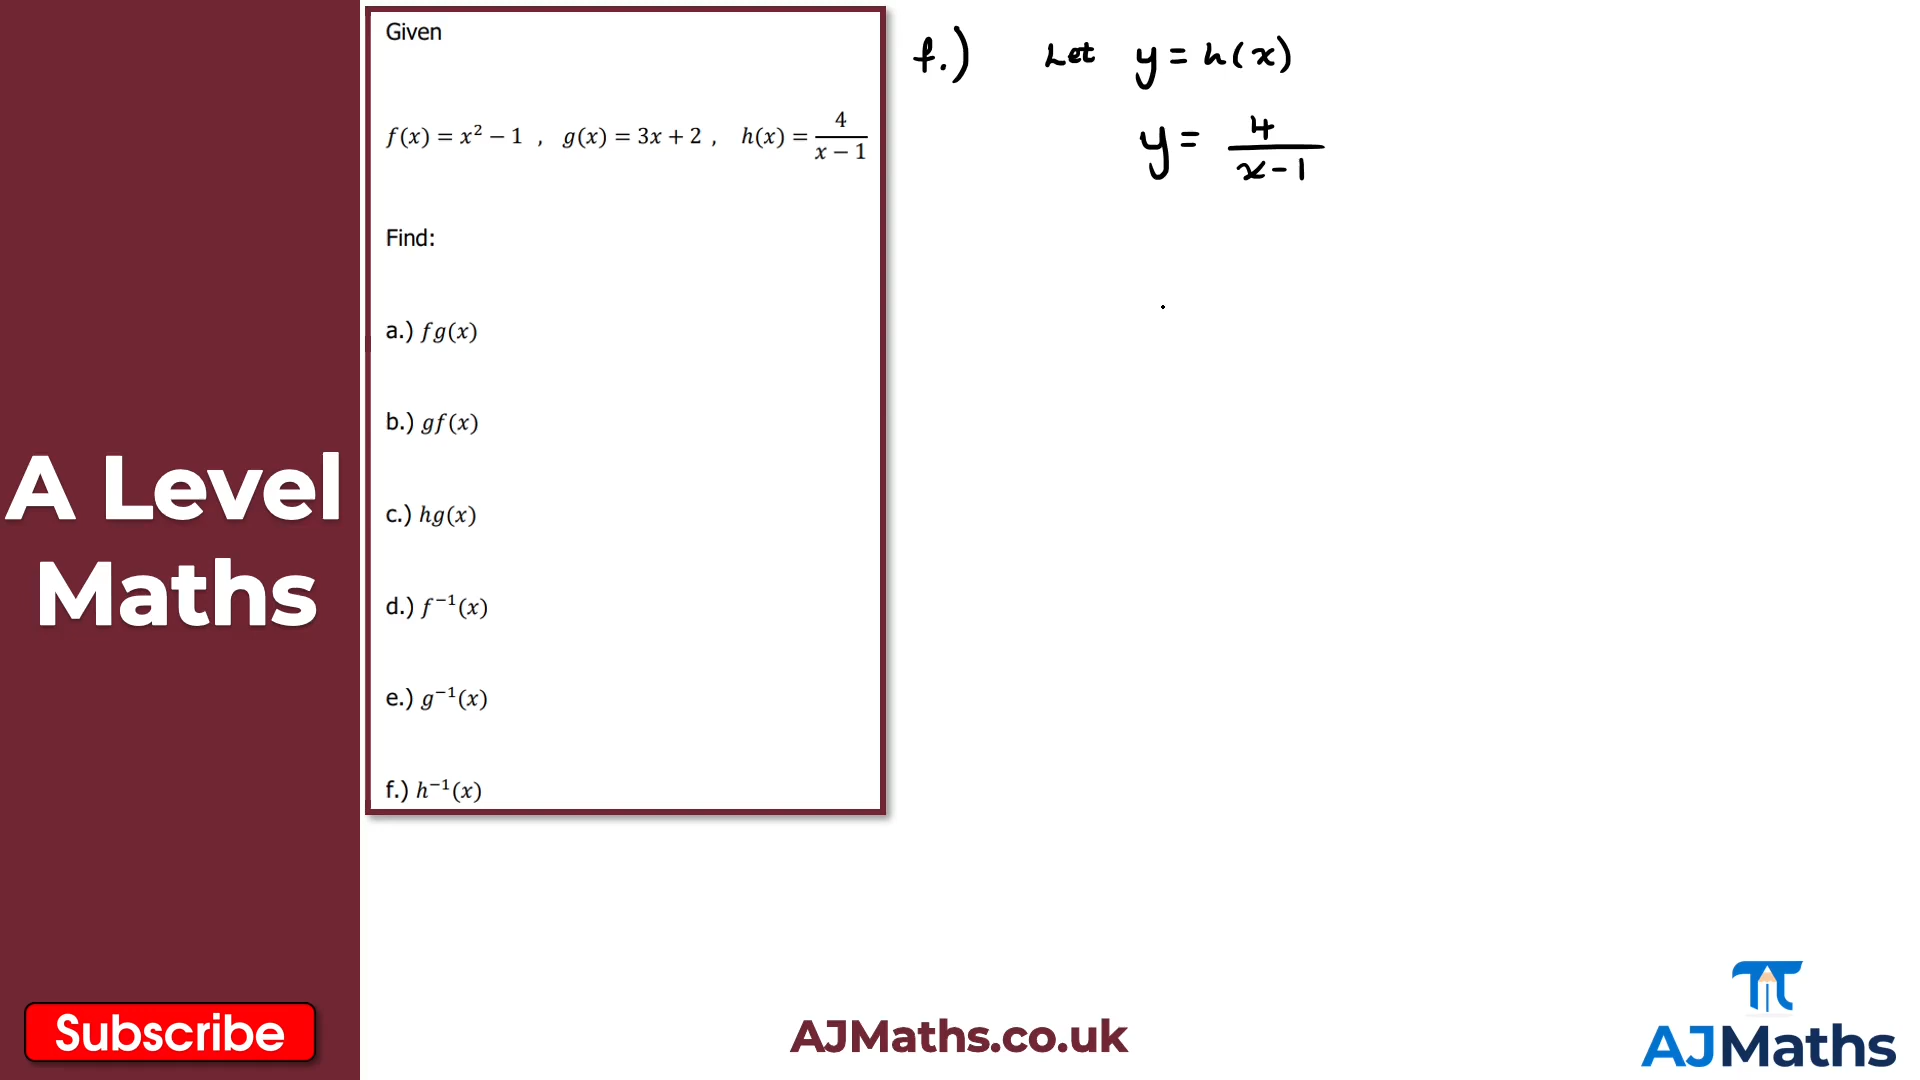 A Level
Maths
Subscribe
Given
f(x) = x² − 1 , g(x) = 3x + 2 , h(x) = 4/(x − 1)
Find:
a.) fg(x)
b.) gf(x)
c.) hg(x)
d.) f⁻¹(x)
e.) g⁻¹(x)
f.) h⁻¹(x)
f.) Let y = h(x)
y = 4/(x-1)
AJMaths.co.uk
AJMaths